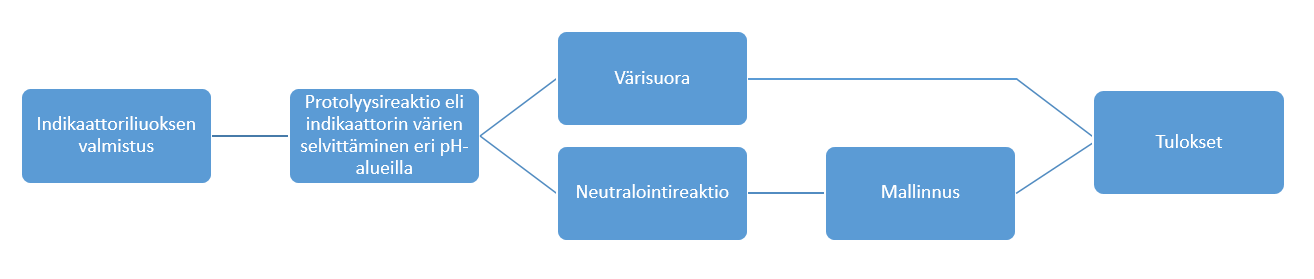 Indikaattoriliuoksen
valmistus
Protolyysireaktio eli
indikaattorin värien
selvittäminen eri pH-
alueilla
Värisuora
Neutralointireaktio
Mallinnus
Tulokset